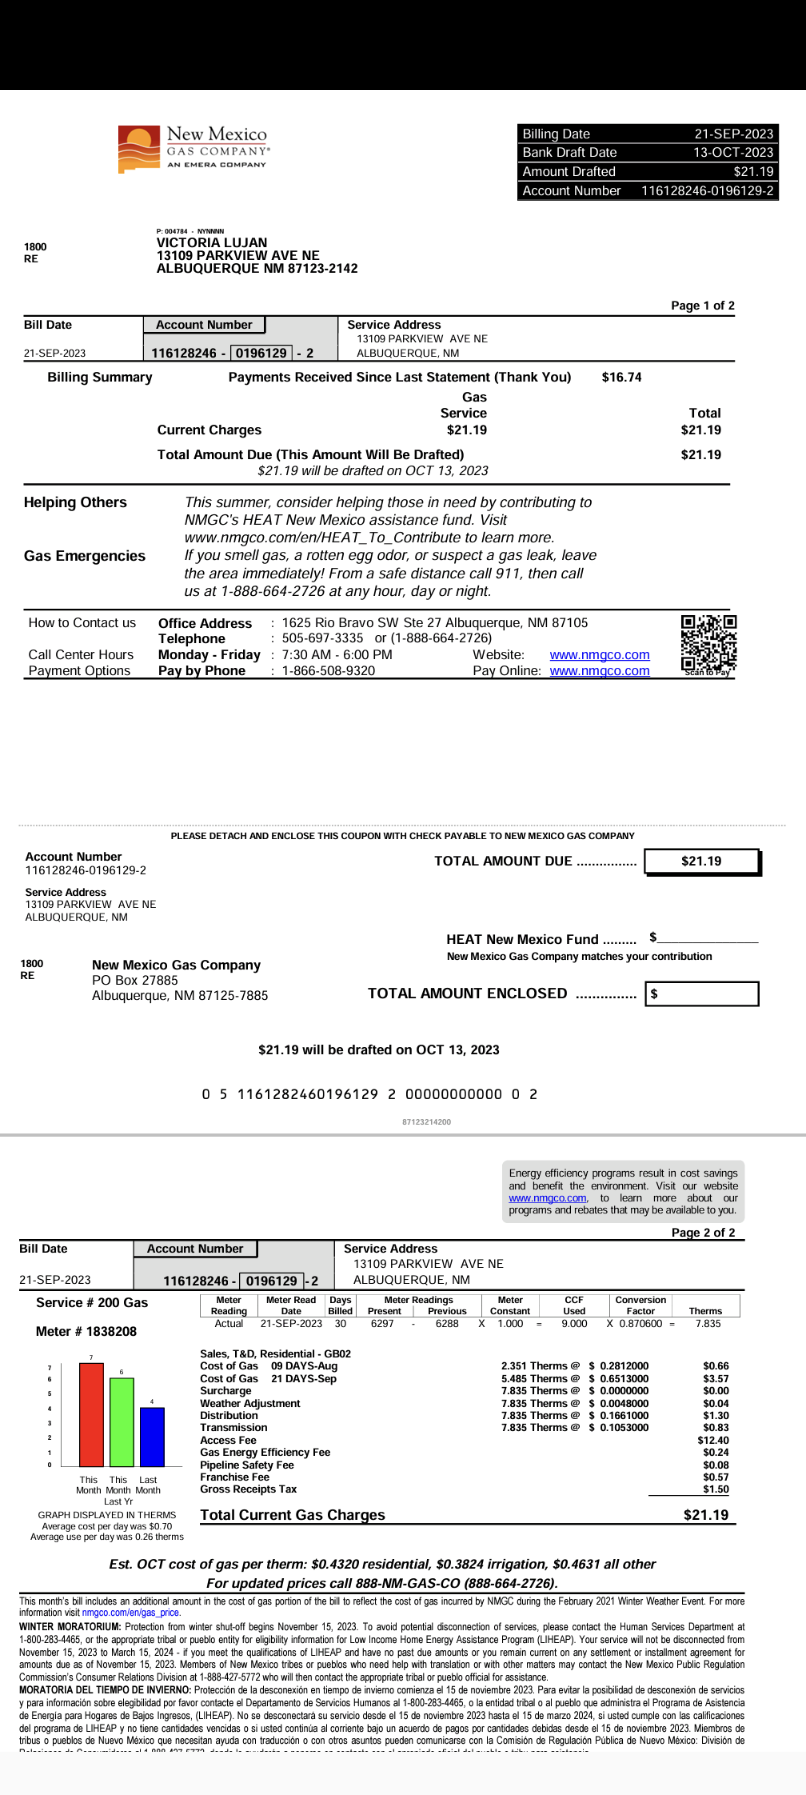 New Mexico
GAS COMPANY®
AN EMERA COMPANY
Billing Date 21-SEP-2023
Bank Draft Date 13-OCT-2023
Amount Drafted $21.19
Account Number 116128246-0196129-2
P: 004784 - NYNNNN
1800
RE
VICTORIA LUJAN
13109 PARKVIEW AVE NE
ALBUQUERQUE NM 87123-2142
Page 1 of 2
Bill Date Account Number Service Address
13109 PARKVIEW AVE NE
21-SEP-2023 116128246 - 0196129 - 2 ALBUQUERQUE, NM
Billing Summary Payments Received Since Last Statement (Thank You) $16.74
Gas
Service Total
Current Charges $21.19 $21.19
Total Amount Due (This Amount Will Be Drafted) $21.19
$21.19 will be drafted on OCT 13, 2023
Helping Others This summer, consider helping those in need by contributing to
NMGC's HEAT New Mexico assistance fund. Visit
www.nmgco.com/en/HEAT_To_Contribute to learn more.
Gas Emergencies If you smell gas, a rotten egg odor, or suspect a gas leak, leave
the area immediately! From a safe distance call 911, then call
us at 1-888-664-2726 at any hour, day or night.
How to Contact us Office Address : 1625 Rio Bravo SW Ste 27 Albuquerque, NM 87105
Telephone : 505-697-3335 or (1-888-664-2726)
Call Center Hours Monday - Friday : 7:30 AM - 6:00 PM Website: www.nmgco.com
Payment Options Pay by Phone : 1-866-508-9320 Pay Online: www.nmgco.com
Scan to Pay
PLEASE DETACH AND ENCLOSE THIS COUPON WITH CHECK PAYABLE TO NEW MEXICO GAS COMPANY
Account Number
116128246-0196129-2
TOTAL AMOUNT DUE ................ $21.19
Service Address
13109 PARKVIEW AVE NE
ALBUQUERQUE, NM
HEAT New Mexico Fund ......... $_______________
New Mexico Gas Company matches your contribution
1800
RE
New Mexico Gas Company
PO Box 27885
Albuquerque, NM 87125-7885
TOTAL AMOUNT ENCLOSED ................ $
$21.19 will be drafted on OCT 13, 2023
0 5 1161282460196129 2 00000000000 0 2
87123214200
Energy efficiency programs result in cost savings
and benefit the environment. Visit our website
www.nmgco.com, to learn more about our
programs and rebates that may be available to you.
Page 2 of 2
Bill Date Account Number Service Address
13109 PARKVIEW AVE NE
21-SEP-2023 116128246 - 0196129 - 2 ALBUQUERQUE, NM
Service # 200 Gas
Meter # 1838208
Meter Meter Read Days Meter Readings Meter CCF Conversion
Reading Date Billed Present Previous Constant Used Factor Therms
Actual 21-SEP-2023 30 6297 - 6288 X 1.000 = 9.000 X 0.870600 = 7.835
Sales, T&D, Residential - GB02
Cost of Gas 09 DAYS-Aug 2.351 Therms @ $ 0.2812000 $0.66
Cost of Gas 21 DAYS-Sep 5.485 Therms @ $ 0.6513000 $3.57
Surcharge 7.835 Therms @ $ 0.0000000 $0.00
Weather Adjustment 7.835 Therms @ $ 0.0048000 $0.04
Distribution 7.835 Therms @ $ 0.1661000 $1.30
Transmission 7.835 Therms @ $ 0.1053000 $0.83
Access Fee $12.40
Gas Energy Efficiency Fee $0.24
Pipeline Safety Fee $0.08
Franchise Fee $0.57
Gross Receipts Tax $1.50
Total Current Gas Charges $21.19
7 6 4
7
6
5
4
3
2
1
0
This This Last
Month Month Month
Last Yr
GRAPH DISPLAYED IN THERMS
Average cost per day was $0.70
Average use per day was 0.26 therms
Est. OCT cost of gas per therm: $0.4320 residential, $0.3824 irrigation, $0.4631 all other
For updated prices call 888-NM-GAS-CO (888-664-2726).
This month's bill includes an additional amount in the cost of gas portion of the bill to reflect the cost of gas incurred by NMGC during the February 2021 Winter Weather Event. For more
information visit nmgco.com/en/gas_price.
WINTER MORATORIUM: Protection from winter shut-off begins November 15, 2023. To avoid potential disconnection of services, please contact the Human Services Department at
1-800-283-4465, or the appropriate tribal or pueblo entity for eligibility information for Low Income Home Energy Assistance Program (LIHEAP). Your service will not be disconnected from
November 15, 2023 to March 15, 2024 - if you meet the qualifications of LIHEAP and have no past due amounts or you remain current on any settlement or installment agreement for
amounts due as of November 15, 2023. Members of New Mexico tribes or pueblos who need help with translation or with other matters may contact the New Mexico Public Regulation
Commission's Consumer Relations Division at 1-888-427-5772 who will then contact the appropriate tribal or pueblo official for assistance.
MORATORIA DEL TIEMPO DE INVIERNO: Protección de la desconexión en tiempo de invierno comienza el 15 de noviembre 2023. Para evitar la posibilidad de desconexión de servicios
y para información sobre elegibilidad por favor contacte el Departamento de Servicios Humanos al 1-800-283-4465, o la entidad tribal o al pueblo que administra el Programa de Asistencia
de Energía para Hogares de Bajos Ingresos, (LIHEAP). No se desconectará su servicio desde el 15 de noviembre 2023 hasta el 15 de marzo 2024, si usted cumple con las calificaciones
del programa de LIHEAP y no tiene cantidades vencidas o si usted continúa al corriente bajo un acuerdo de pagos por cantidades debidas desde el 15 de noviembre 2023. Miembros de
tribus o pueblos de Nuevo México que necesitan ayuda con traducción o con otros asuntos pueden comunicarse con la Comisión de Regulación Pública de Nuevo México: División de